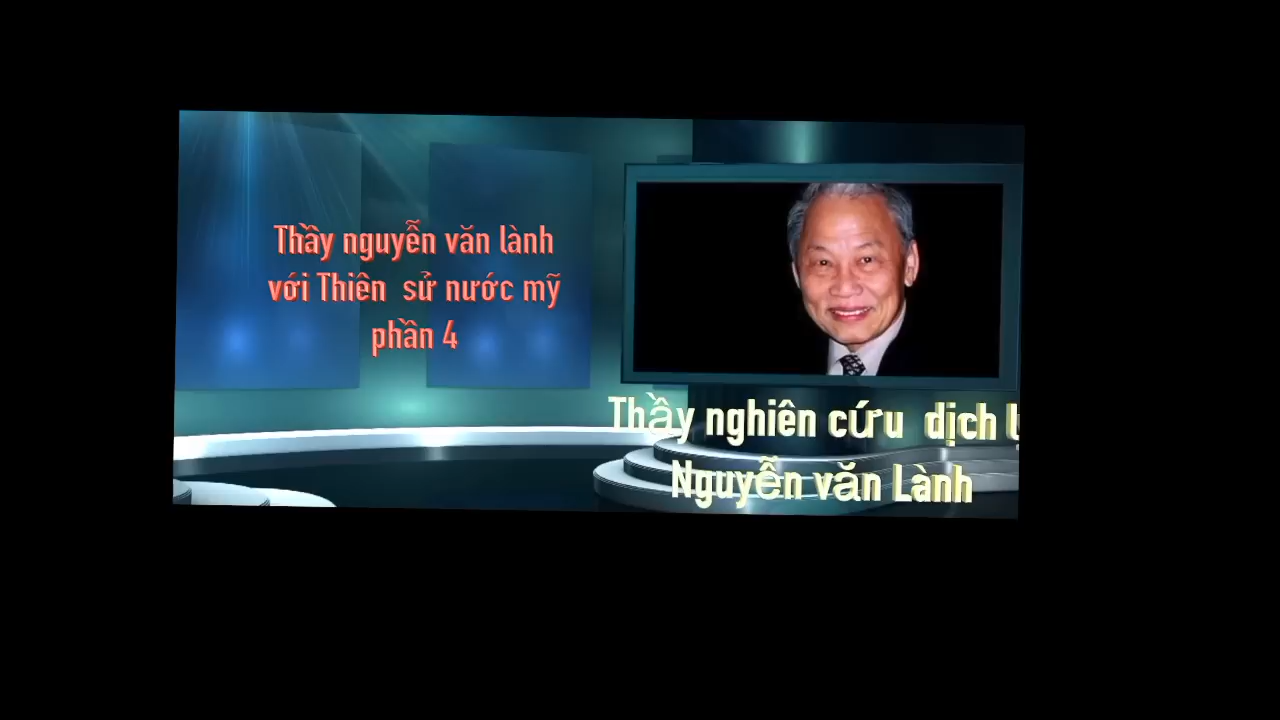 Thầy nguyễn văn lành
với Thiên sử nước mỹ
phần 4
Thầy nghiên cứu dịch
Nguyễn văn Lành